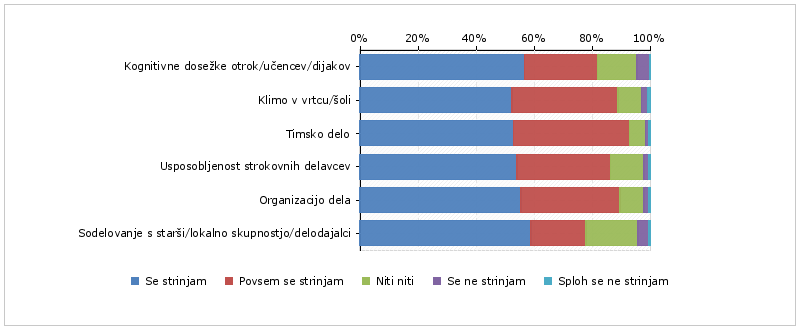 0% 20% 40% 60% 80% 100%
Kognitivne dosežke otrok/učencev/dijakov
Klimo v vrtcu/šoli
Timsko delo
Usposobljenost strokovnih delavcev
Organizacijo dela
Sodelovanje s starši/lokalno skupnostjo/delodajalci
Se strinjam Povsem se strinjam Niti niti Se ne strinjam Sploh se ne strinjam